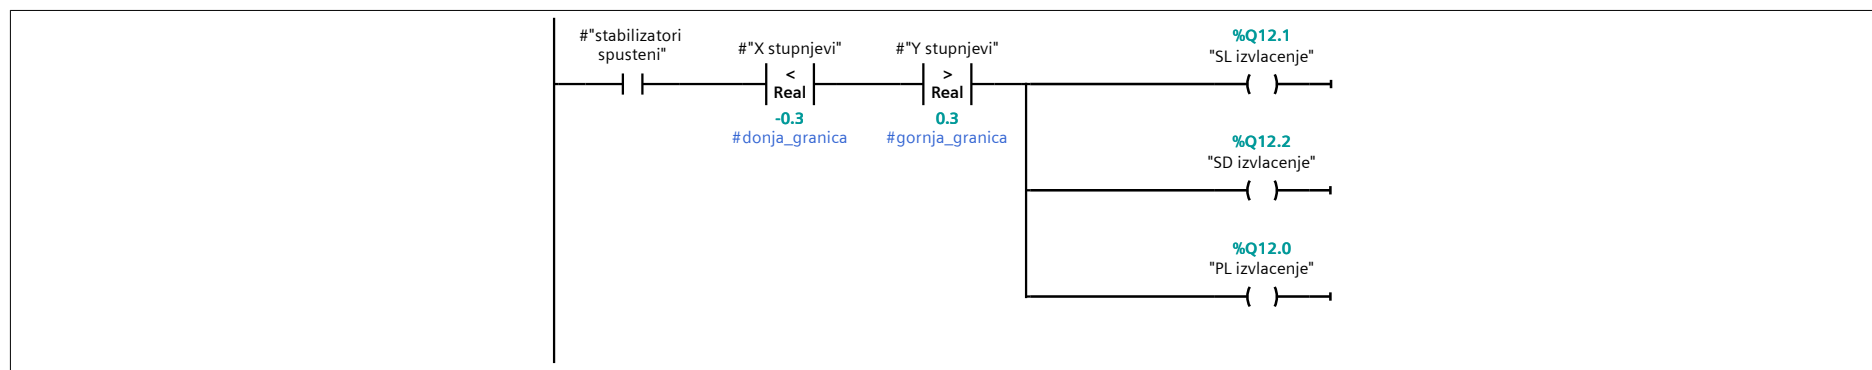 #"stabilizatori
spusteni"
#"X stupnjevi"
<
Real
-0.3
#donja_granica
#"Y stupnjevi"
>
Real
0.3
#gornja_granica
%Q12.1
"SL izvlacenje"
%Q12.2
"SD izvlacenje"
%Q12.0
"PL izvlacenje"